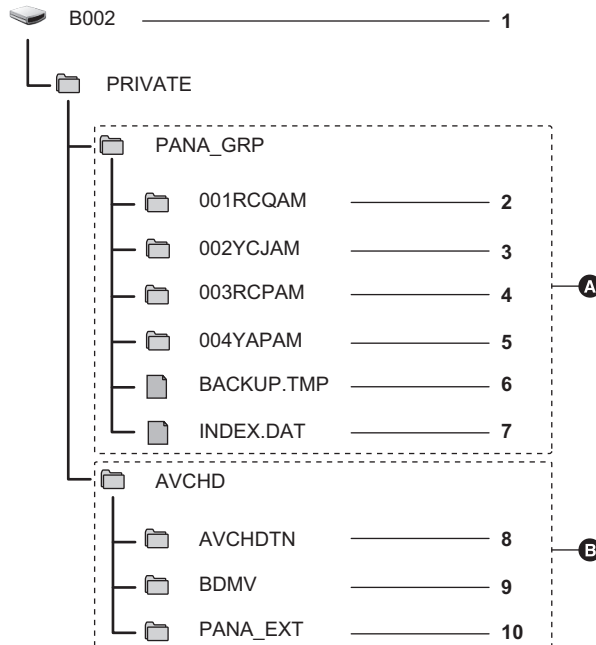 B002 1
PRIVATE
PANA_GRP
001RCQAM 2
002YCJAM 3
003RCPAM 4
A
004YAPAM 5
BACKUP.TMP 6
INDEX.DAT 7
AVCHD
AVCHDTN 8
B
BDMV 9
PANA_EXT 10